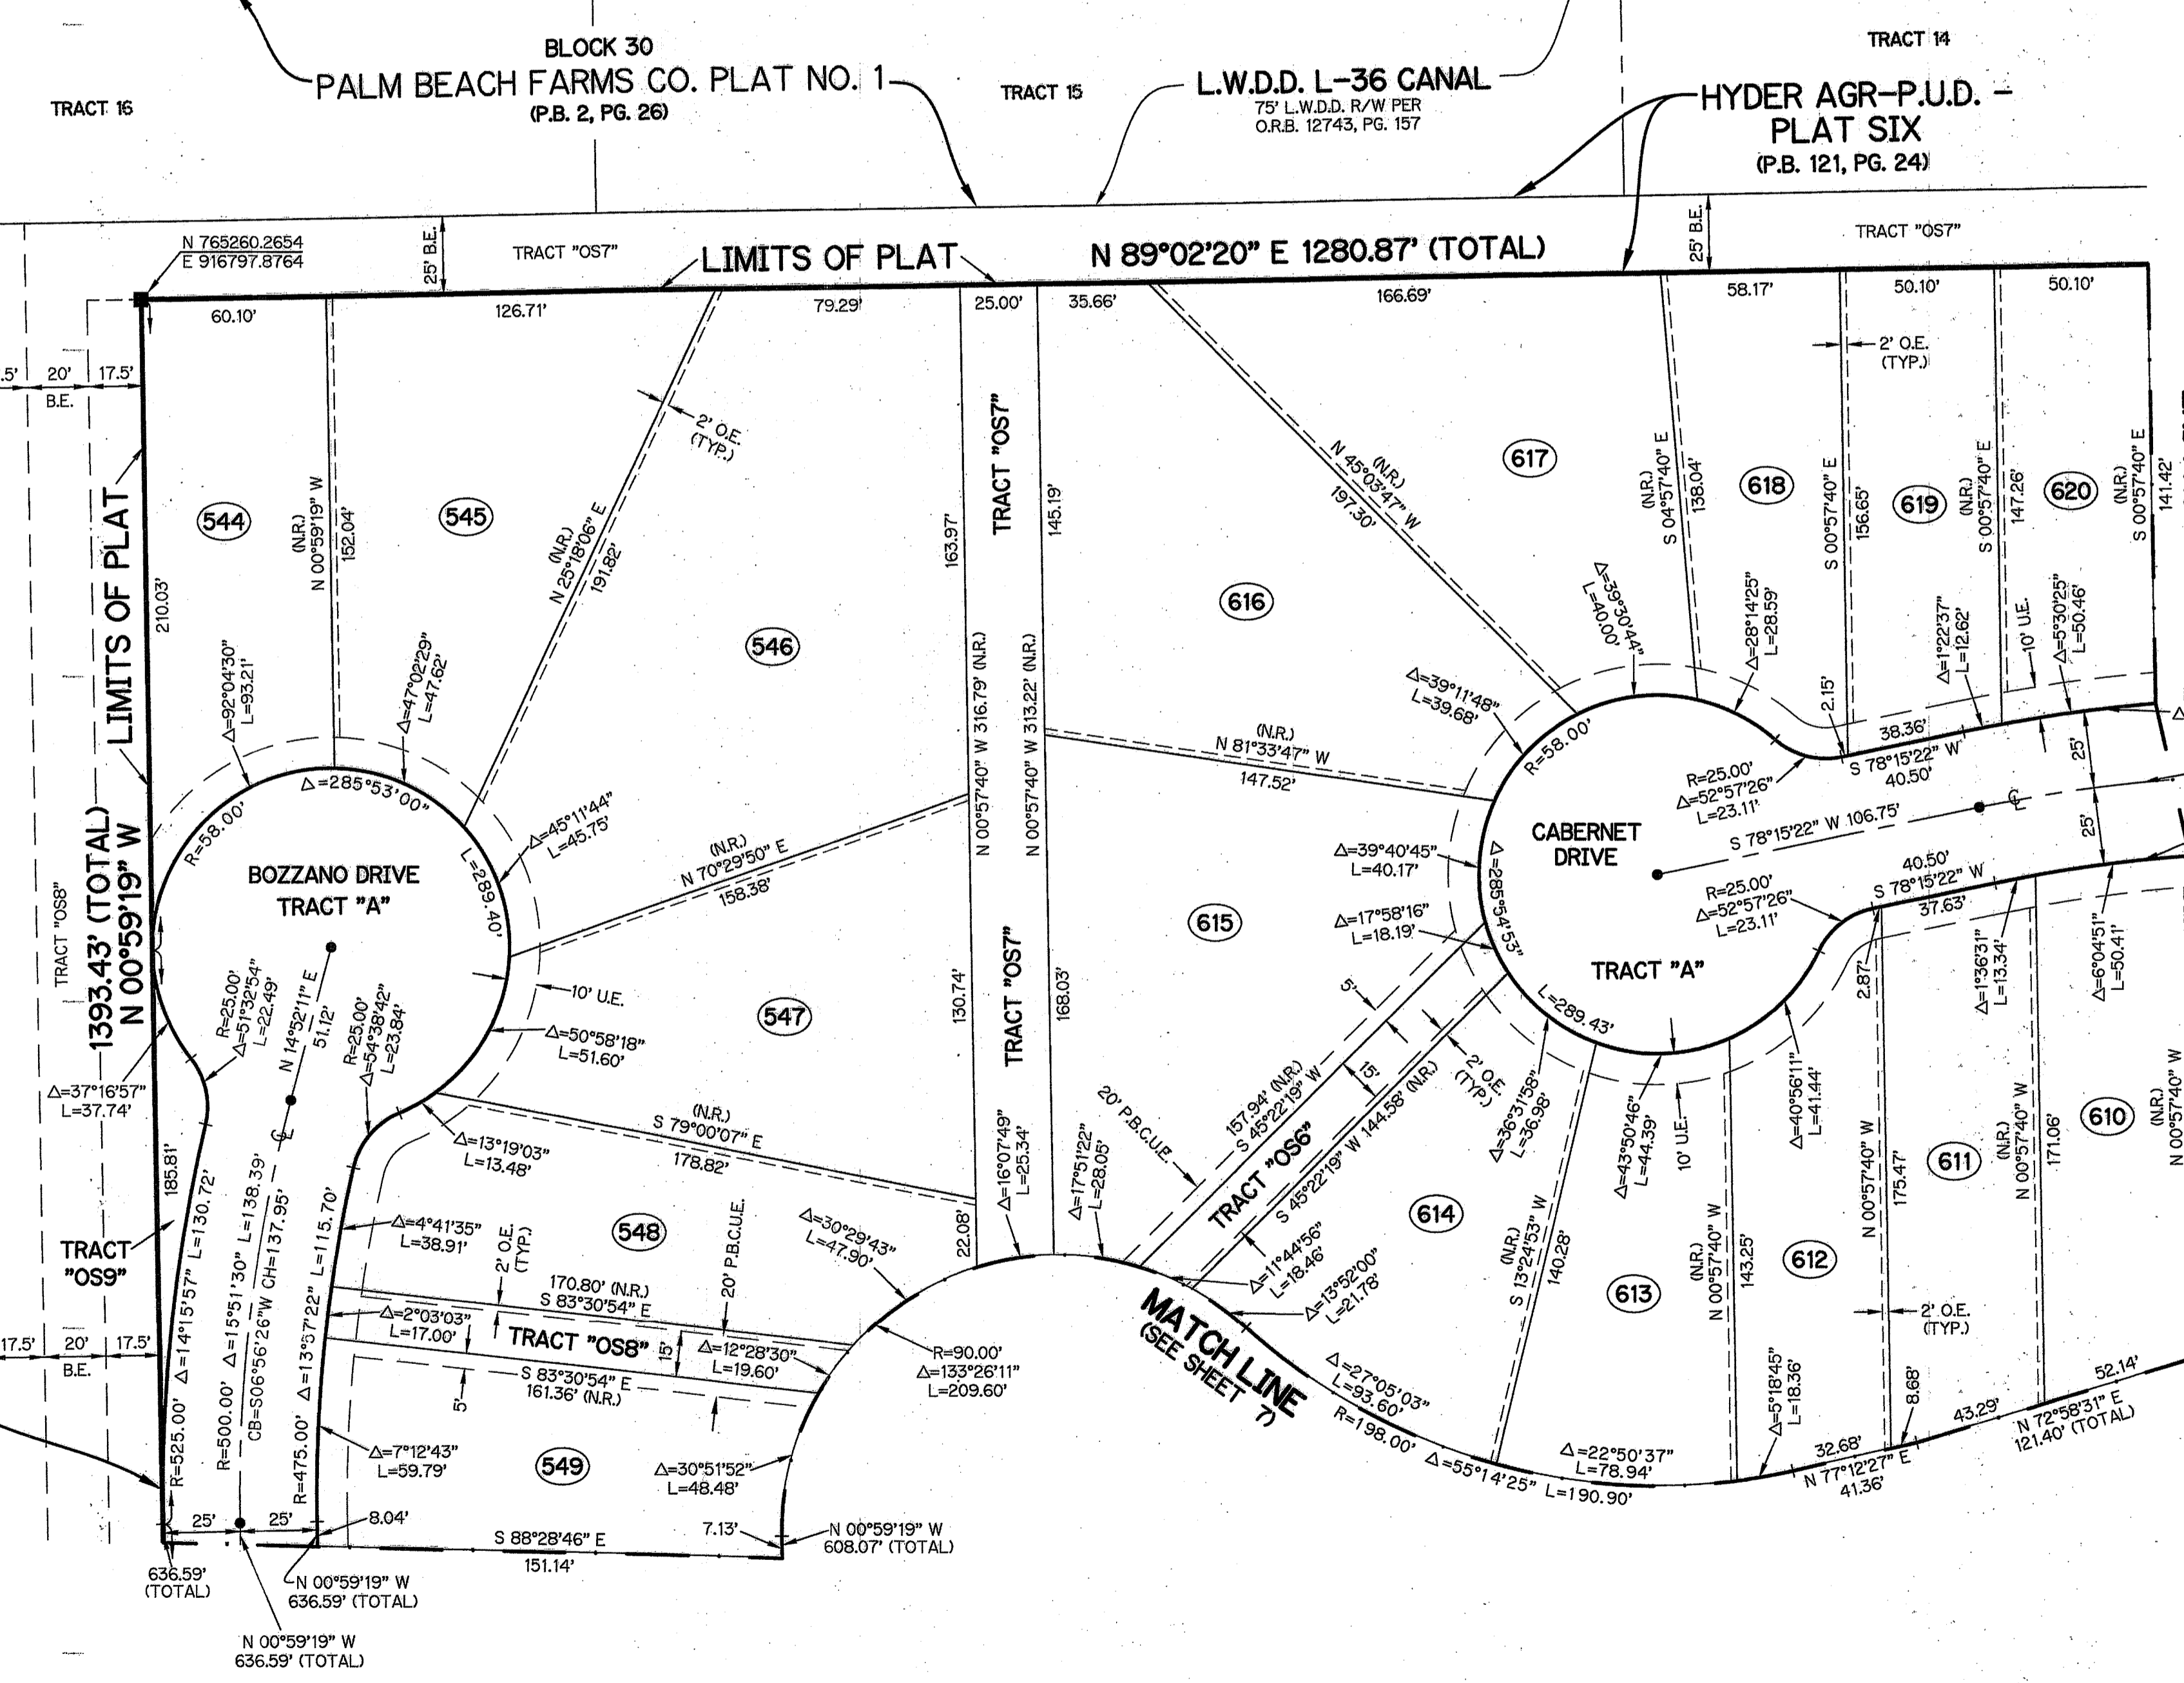 BLOCK 30
PALM BEACH FARMS CO. PLAT NO. 1
(P.B. 2, PG. 26)
TRACT 16
TRACT 15
L.W.D.D. L-36 CANAL
75' L.W.D.D. R/W PER
O.R.B. 12743, PG. 157
TRACT 14
HYDER AGR-P.U.D. -
PLAT SIX
(P.B. 121, PG. 24)
N 765260.2654
E 916797.8764
25' B.E.
TRACT "OS7"
LIMITS OF PLAT
N 89°02'20" E 1280.87' (TOTAL)
25' B.E.
TRACT "OS7"
60.10'
126.71'
79.29'
25.00'
35.66'
166.69'
58.17'
50.10'
50.10'
.5'
20'
17.5'
B.E.
2' O.E.
(TYP.)
2' O.E.
(TYP.)
LIMITS OF PLAT
1393.43' (TOTAL)
N 00°59'19" W
210.03'
544
(N.R.)
N 00°59'19" W
152.04'
545
(N.R.)
N 25°18'06" E
191.82'
546
163.97'
TRACT "OS7"
145.19'
N 00°57'40" W 316.79' (N.R.)
N 00°57'40" W 313.22' (N.R.)
616
(N.R.)
N 45°03'47" W
197.30'
617
(N.R.)
S 04°57'40" E
138.04'
618
S 00°57'40" E
156.65'
619
(N.R.)
S 00°57'40" E
147.26'
620
(N.R.)
S 00°57'40" E
141.42'
Δ=92°04'30"
L=93.21'
Δ=47°02'29"
L=47.62'
Δ=285°53'00"
R=58.00'
L=289.40'
Δ=45°11'44"
L=45.75'
BOZZANO DRIVE
TRACT "A"
(N.R.)
N 70°29'50" E
158.38'
(N.R.)
N 81°33'47" W
147.52'
Δ=39°11'48"
L=39.68'
Δ=39°30'44"
L=40.00'
Δ=28°14'25"
L=28.59'
2.15'
Δ=1°22'37"
L=12.62'
10' U.E.
Δ=5°30'25"
L=50.46'
38.36'
S 78°15'22" W
40.50'
R=58.00'
R=25.00'
Δ=52°57'26"
L=23.11'
CABERNET
DRIVE
S 78°15'22" W 106.75'
25'
25'
Δ
Δ=285°54'53"
L=289.43'
TRACT "A"
R=25.00'
Δ=52°57'26"
L=23.11'
40.50'
S 78°15'22" W
37.63'
2.87'
Δ=1°36'31"
L=13.34'
Δ=6°04'51"
L=50.41'
Δ=39°40'45"
L=40.17'
Δ=17°58'16"
L=18.19'
615
TRACT "OS8"
R=25.00'
Δ=51°32'54"
L=22.49'
N 14°52'11" E
51.12'
R=25.00'
Δ=54°38'42"
L=23.84'
10' U.E.
Δ=50°58'18"
L=51.60'
547
130.74'
TRACT "OS7"
168.03'
Δ=37°16'57"
L=37.74'
Δ=13°19'03"
L=13.48'
(N.R.)
S 79°00'07" E
178.82'
5'
15'
2' O.E.
(TYP.)
157.94' (N.R.)
S 45°22'19" W
TRACT "OS6"
S 45°22'19" W 144.58' (N.R.)
20' P.B.C.U.E.
Δ=36°31'58"
L=36.98'
Δ=43°50'46"
L=44.39'
10' U.E.
Δ=40°56'11"
L=41.44'
N 00°57'40" W
175.47'
611
(N.R.)
N 00°57'40" W
171.06'
610
(N.R.)
N 00°57'40" W
185.81'
TRACT
"OS9"
R=525.00' Δ=14°15'57" L=130.72'
R=500.00' Δ=15°51'30" L=138.39'
CB=S06°56'26"W CH=137.95'
R=475.00' Δ=13°57'22" L=115.70'
Δ=4°41'35"
L=38.91'
548
2' O.E.
(TYP.)
20' P.B.C.U.E.
Δ=30°29'43"
L=47.90'
22.08'
Δ=16°07'49"
L=25.34'
Δ=17°51'22"
L=28.05'
Δ=11°44'56"
L=18.46'
Δ=13°52'00"
L=21.78'
614
(N.R.)
S 13°24'53" W
140.28'
613
(N.R.)
N 00°57'40" W
143.25'
612
2' O.E.
(TYP.)
170.80' (N.R.)
S 83°30'54" E
Δ=2°03'03"
L=17.00'
TRACT "OS8"
15'
Δ=12°28'30"
L=19.60'
S 83°30'54" E
161.36' (N.R.)
5'
R=90.00'
Δ=133°26'11"
L=209.60'
MATCH LINE
(SEE SHEET 7)
Δ=27°05'03"
L=93.60'
R=198.00' Δ=55°14'25" L=190.90'
Δ=22°50'37"
L=78.94'
Δ=5°18'45"
L=18.36'
32.68'
N 77°12'27" E
41.36'
8.68'
43.29'
52.14'
N 72°58'31" E
121.40' (TOTAL)
17.5'
20'
17.5'
B.E.
Δ=7°12'43"
L=59.79'
549
Δ=30°51'52"
L=48.48'
25'
25'
8.04'
S 88°28'46" E
151.14'
7.13'
N 00°59'19" W
608.07' (TOTAL)
636.59'
(TOTAL)
N 00°59'19" W
636.59' (TOTAL)
N 00°59'19" W
636.59' (TOTAL)